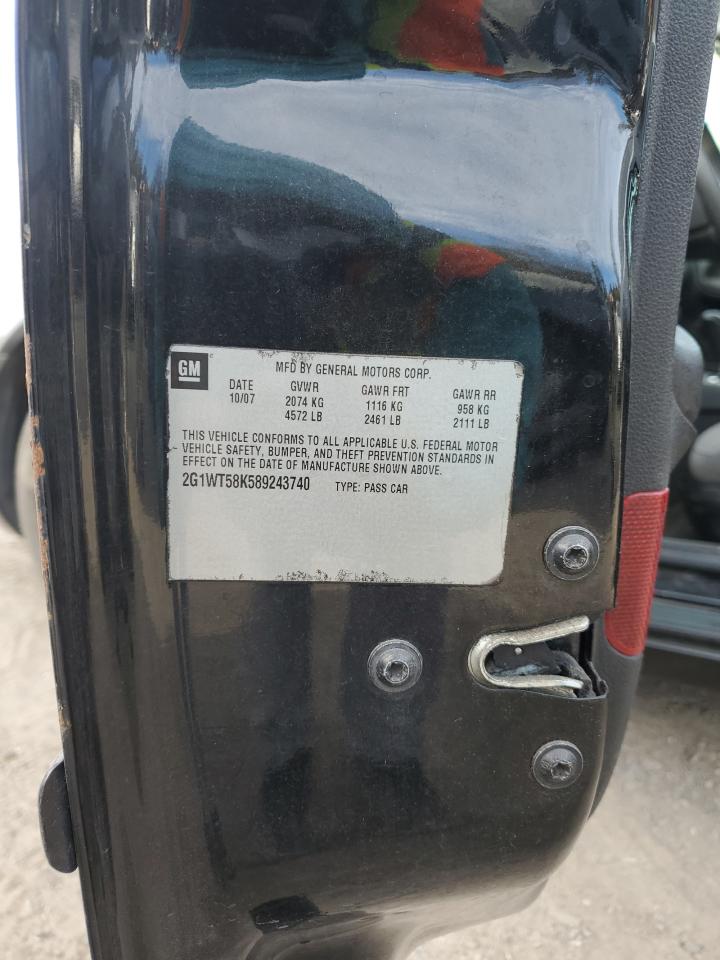 GM
MFD BY GENERAL MOTORS CORP.
DATE GVWR GAWR FRT GAWR RR
10/07 2074 KG 1116 KG 958 KG
4572 LB 2461 LB 2111 LB
THIS VEHICLE CONFORMS TO ALL APPLICABLE U.S. FEDERAL MOTOR
VEHICLE SAFETY, BUMPER, AND THEFT PREVENTION STANDARDS IN
EFFECT ON THE DATE OF MANUFACTURE SHOWN ABOVE.
2G1WT58K589243740 TYPE: PASS CAR